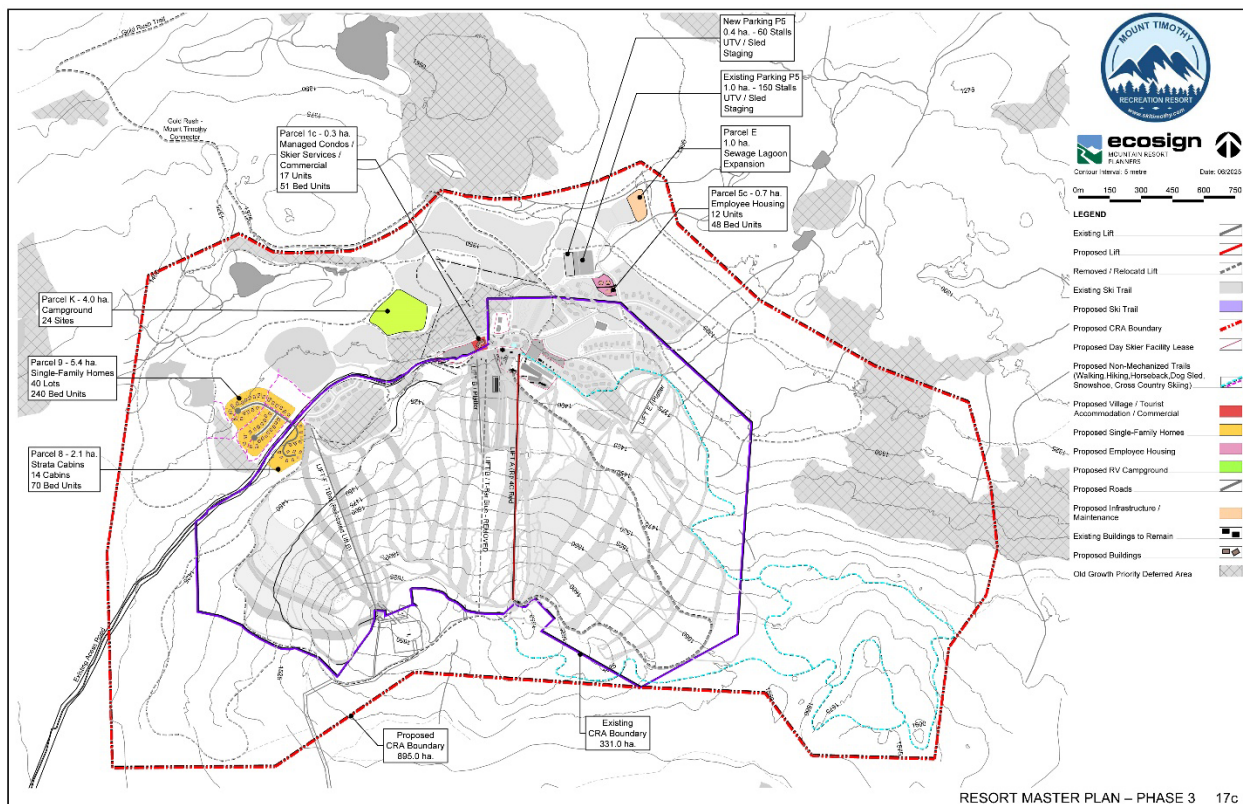 New Parking P5
0.4 ha. - 60 Stalls
UTV / Sled
Staging
Existing Parking P5
1.0 ha. - 150 Stalls
UTV / Sled
Staging
Parcel E
1.0 ha.
Sewage Lagoon
Expansion
Parcel 5c - 0.7 ha.
Employee Housing
12 Units
48 Bed Units
Parcel 1c - 0.3 ha.
Managed Condos /
Skier Services /
Commercial
17 Units
51 Bed Units
Gold Rush Trail
Gold Rush -
Mount Timothy
Connector
Parcel K - 4.0 ha.
Campground
24 Sites
Parcel 9 - 5.4 ha.
Single-Family Homes
40 Lots
240 Bed Units
Parcel 8 - 2.1 ha.
Strata Cabins
14 Cabins
70 Bed Units
Existing Access Road
Proposed
CRA Boundary
895.0 ha.
Existing
CRA Boundary
331.0 ha.
MOUNT TIMOTHY
RECREATION RESORT
www.skitimothy.com
ecosign
MOUNTAIN RESORT
PLANNERS
Contour Interval: 5 metre
Date: 06/2025
0m 150 300 450 600 750
LEGEND
Existing Lift
Proposed Lift
Removed / Relocatd Lift
Existing Ski Trail
Proposed Ski Trail
Proposed CRA Boundary
Proposed Day Skier Facility Lease
Proposed Non-Mechanized Trails
(Walking,Hiking,Horseback,Dog Sled,
Snowshoe, Cross Country Skiing)
Proposed Village / Tourist
Accommodation / Commercial
Proposed Single-Family Homes
Proposed Employee Housing
Proposed RV Campground
Proposed Roads
Proposed Infrastructure /
Maintenance
Existing Buildings to Remain
Proposed Buildings
Old Growth Priority Deferred Area
RESORT MASTER PLAN – PHASE 3 17c